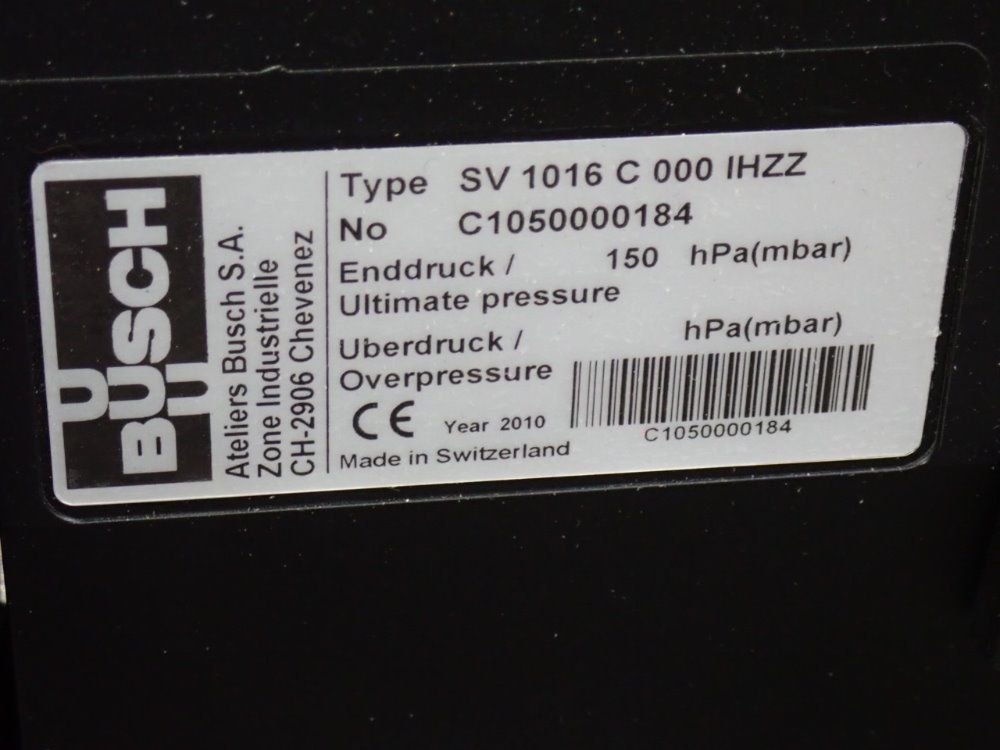 BUSCH
Ateliers Busch S.A.
Zone Industrielle
CH-2906 Chevenez
Type SV 1016 C 000 IHZZ
No C1050000184
Enddruck / 150 hPa(mbar)
Ultimate pressure
Uberdruck / hPa(mbar)
Overpressure
CE Year 2010
C1050000184
Made in Switzerland